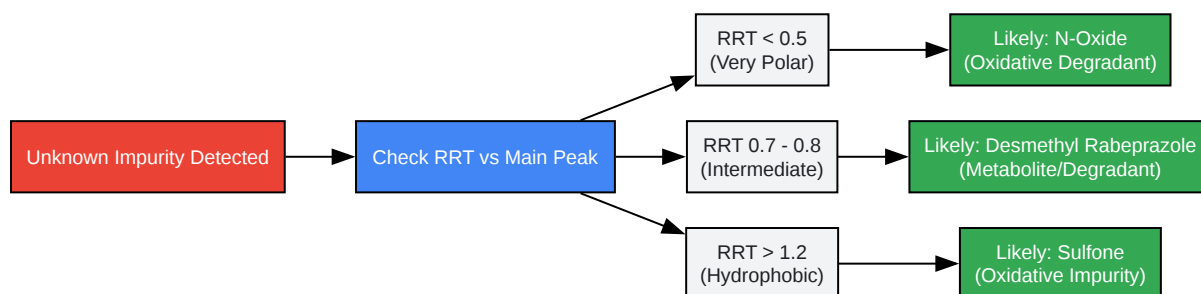 Unknown Impurity Detected
Check RRT vs Main Peak
RRT < 0.5
(Very Polar)
Likely: N-Oxide
(Oxidative Degradant)
RRT 0.7 - 0.8
(Intermediate)
Likely: Desmethyl Rabeprazole
(Metabolite/Degradant)
RRT > 1.2
(Hydrophobic)
Likely: Sulfone
(Oxidative Impurity)